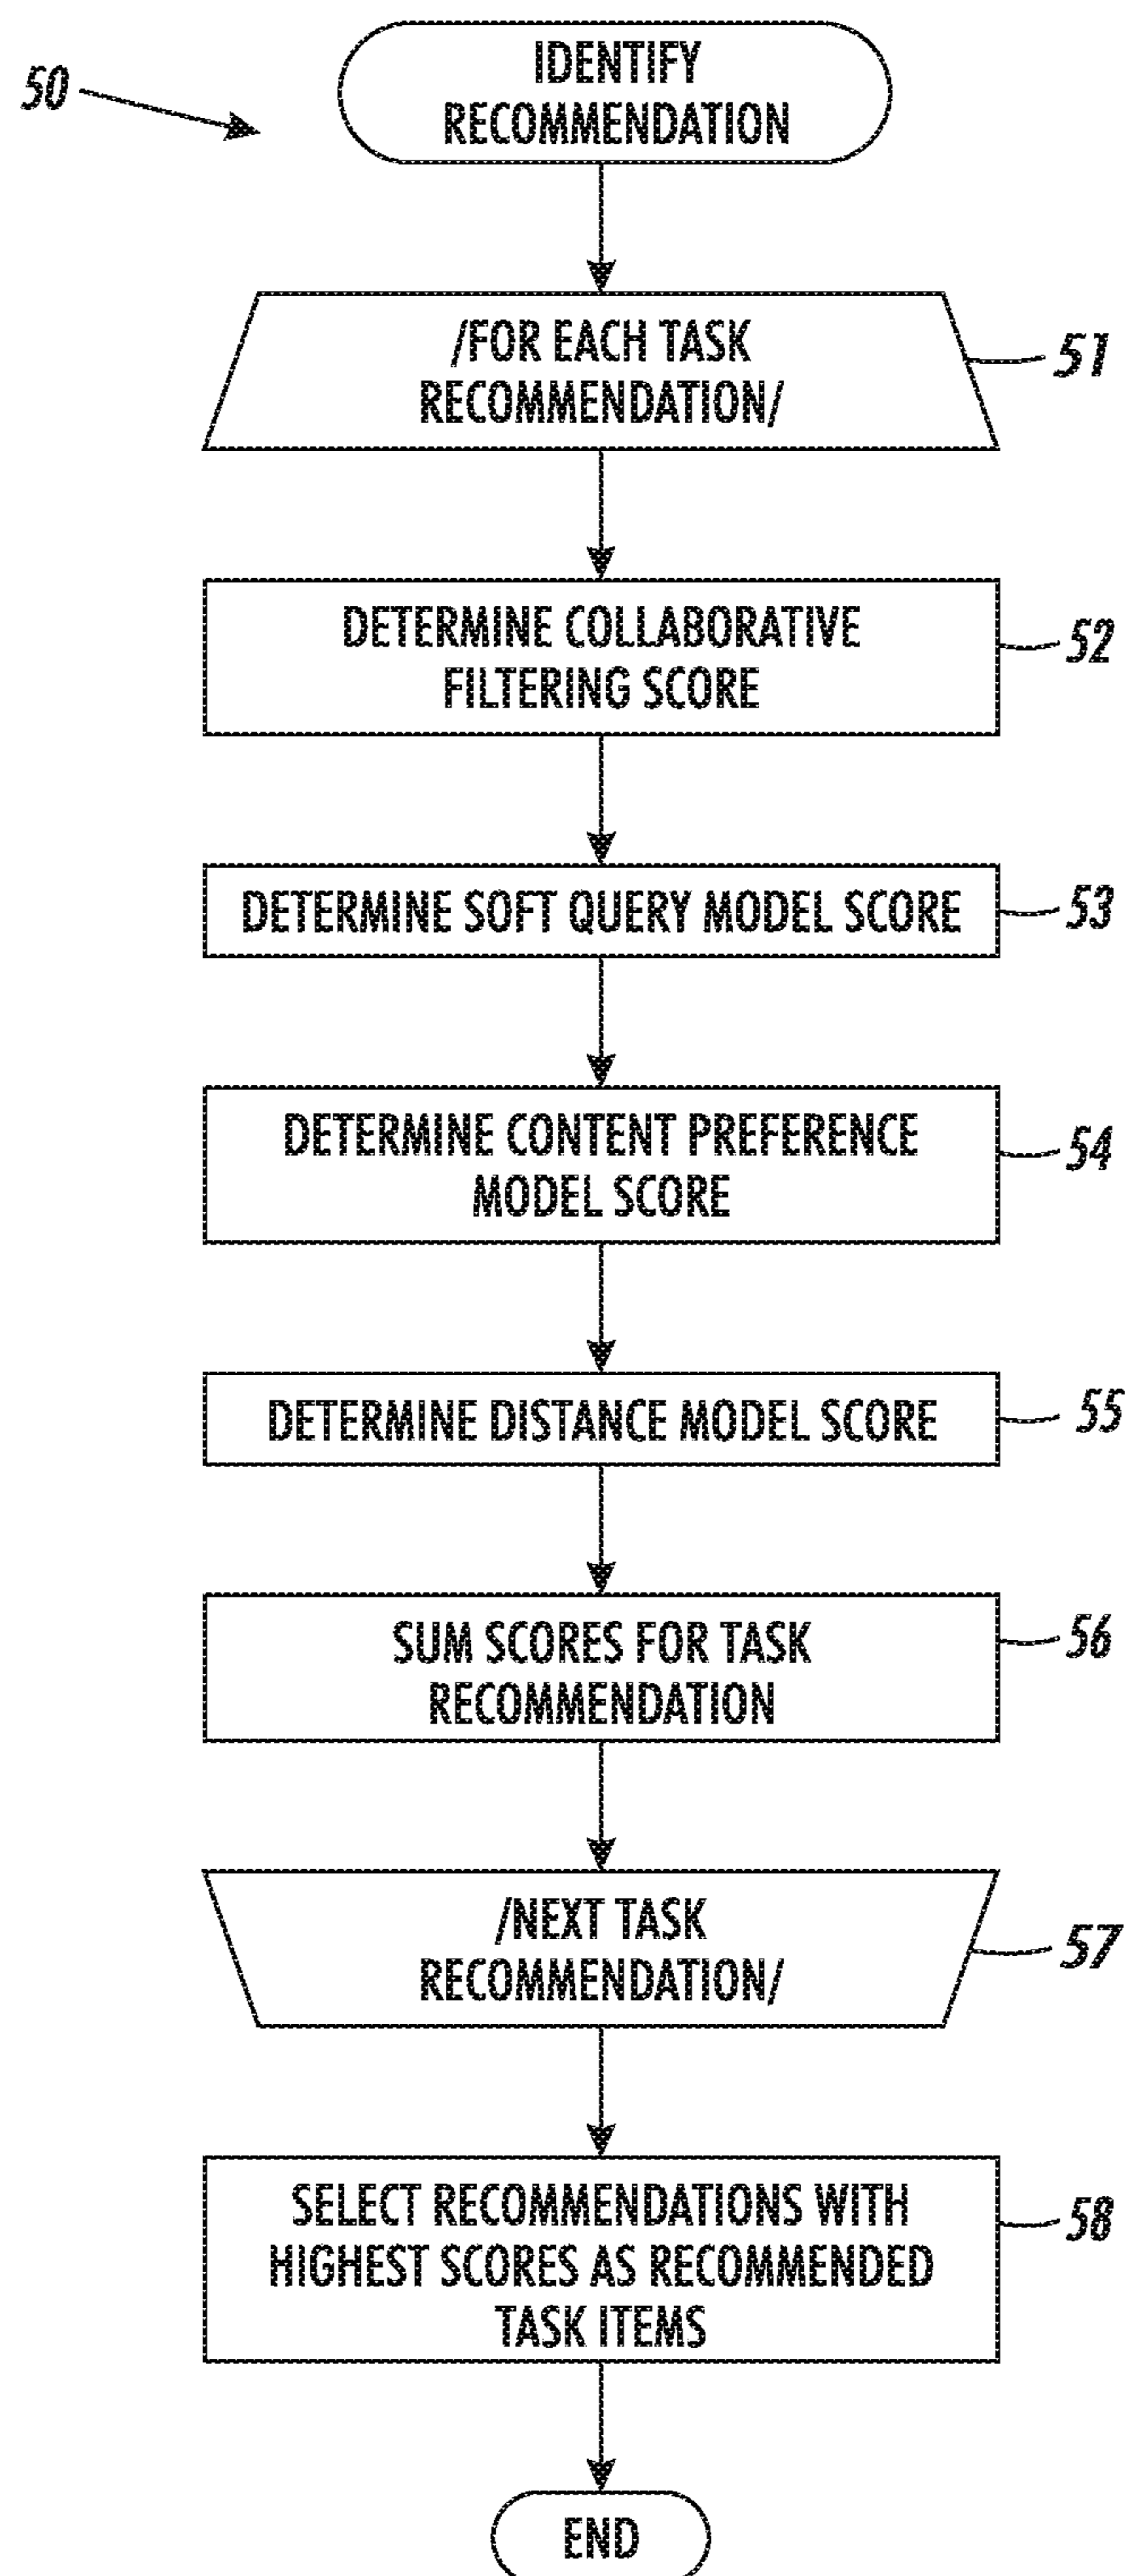 50
IDENTIFY
RECOMMENDATION
/FOR EACH TASK
RECOMMENDATION/
51
DETERMINE COLLABORATIVE
FILTERING SCORE
52
DETERMINE SOFT QUERY MODEL SCORE
53
DETERMINE CONTENT PREFERENCE
MODEL SCORE
54
DETERMINE DISTANCE MODEL SCORE
55
SUM SCORES FOR TASK
RECOMMENDATION
56
/NEXT TASK
RECOMMENDATION/
57
SELECT RECOMMENDATIONS WITH
HIGHEST SCORES AS RECOMMENDED
TASK ITEMS
58
END